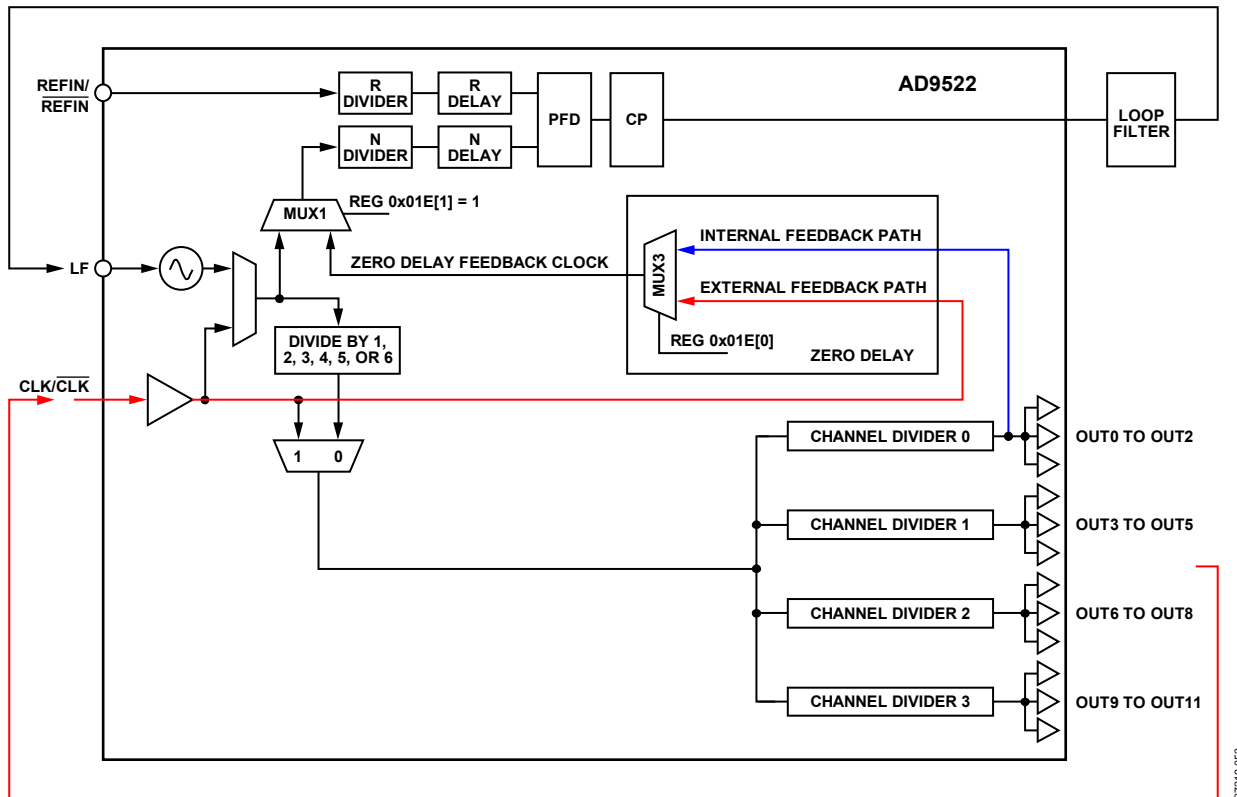 AD9522
REFIN/
REFIN
R
DIVIDER
R
DELAY
PFD
CP
LOOP
FILTER
N
DIVIDER
N
DELAY
REG 0x01E[1] = 1
MUX1
INTERNAL FEEDBACK PATH
LF
ZERO DELAY FEEDBACK CLOCK
MUX3
EXTERNAL FEEDBACK PATH
DIVIDE BY 1,
2, 3, 4, 5, OR 6
REG 0x01E[0]
ZERO DELAY
CLK/CLK
1 0
CHANNEL DIVIDER 0
OUT0 TO OUT2
CHANNEL DIVIDER 1
OUT3 TO OUT5
CHANNEL DIVIDER 2
OUT6 TO OUT8
CHANNEL DIVIDER 3
OUT9 TO OUT11